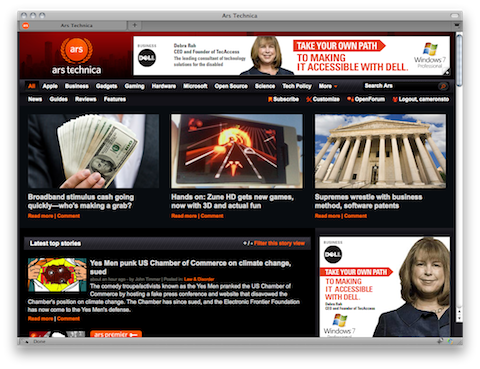 Ars Technica
Ars Technica
ars
ars technica
BUSINESS
DELL
Debra Ruh
CEO and Founder of TecAccess
The leading consultant of technology
solutions for the disabled
TAKE YOUR OWN PATH
TO MAKING
IT ACCESSIBLE WITH DELL.
Windows 7
Professional
All Apple Business Gadgets Gaming Hardware Microsoft Open Source Science Tech Policy More Search Ars
News Guides Reviews Features Subscribe Customize OpenForum Logout, cameronsto
Broadband stimulus cash going
quickly—who's making a grab?
Read more | Comment
Hands on: Zune HD gets new games,
now with 3D and actual fun
Read more | Comment
Supremes wrestle with business
method, software patents
Read more | Comment
Latest top stories
+ / - Filter this story view
Yes Men punk US Chamber of Commerce on climate change,
sued
about an hour ago - by John Timmer | Posted in: Law & Disorder
The comedy troupe/activists known as the Yes Men pranked the US Chamber
of Commerce by hosting a fake press conference and website that disavowed the
Chamber's position on climate change. The Chamber has since sued, and the Electronic Frontier Foundation
has now come to the Yes Men's defense.
Read more | Comment
ars premier
BUSINESS
DELL
Debra Ruh
CEO and Founder of TecAccess
TAKE YOUR OWN PATH
TO MAKING
IT ACCESSIBLE
WITH DELL.
Windows 7
Professional
Done